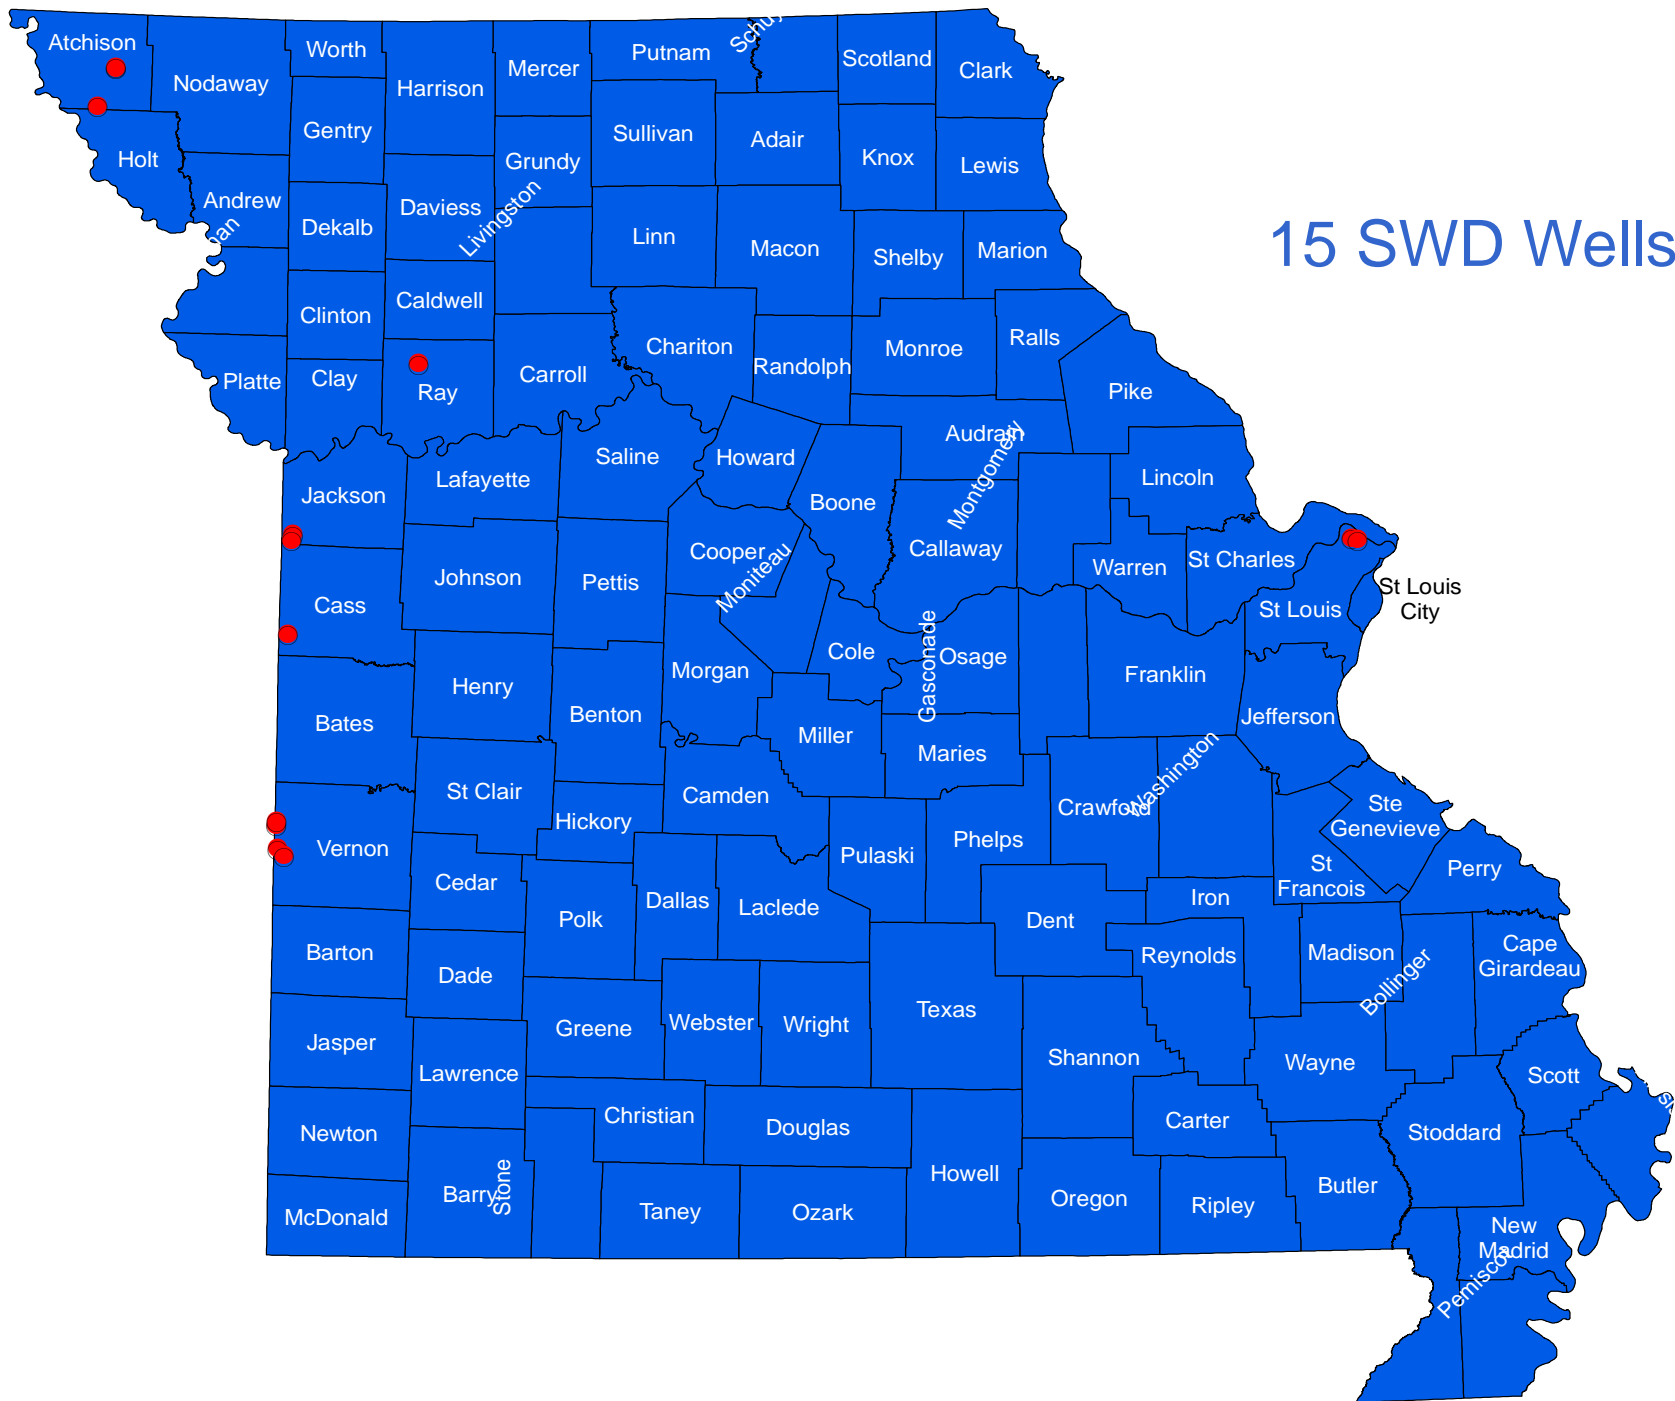 Atchison
Nodaway
Worth
Harrison
Mercer
Putnam
Scotland
Clark
Gentry
Sullivan
Adair
Knox
Lewis
Holt
Andrew
Dekalb
Daviess
Grundy
Livingston
Linn
Macon
Shelby
Marion
15 SWD Wells
Clinton
Caldwell
Chariton
Randolph
Monroe
Ralls
Platte
Clay
Ray
Carroll
Pike
Audrain
Montgomery
Howard
Saline
Boone
Lincoln
Jackson
Lafayette
Cooper
Moniteau
Callaway
Warren
St Charles
Johnson
Pettis
St Louis
City
St Louis
Cass
Cole
Gasconade
Osage
Franklin
Henry
Morgan
Benton
Bates
Miller
Maries
Jefferson
St Clair
Camden
Hickory
Crawford
Washington
Ste
Genevieve
Vernon
Pulaski
Phelps
St
Francois
Perry
Cedar
Polk
Dallas
Laclede
Dent
Iron
Barton
Dade
Reynolds
Madison
Bollinger
Cape
Girardeau
Jasper
Greene
Webster
Wright
Texas
Shannon
Wayne
Scott
Lawrence
Newton
Christian
Douglas
Carter
Stoddard
McDonald
Barry
Stone
Taney
Ozark
Howell
Oregon
Ripley
Butler
New
Madrid
Pemiscot